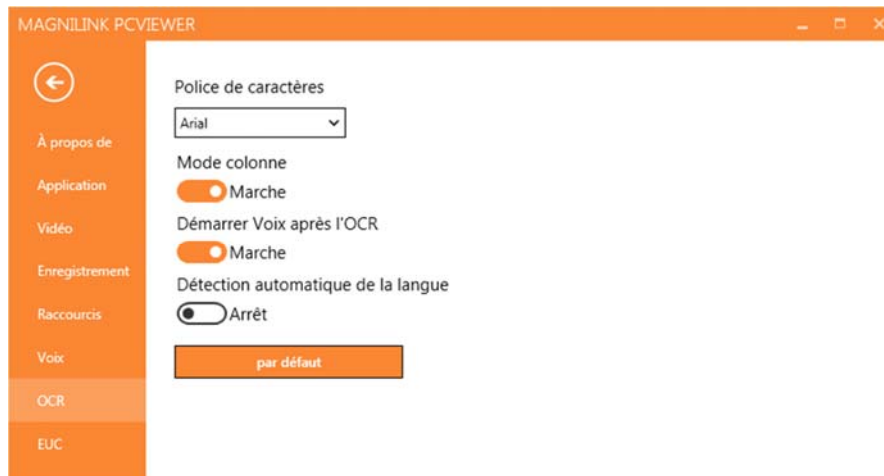 MAGNILINK PCVIEWER
À propos de
Application
Vidéo
Enregistrement
Raccourcis
Voix
OCR
EUC
Police de caractères
Arial
Mode colonne
Marche
Démarrer Voix après l'OCR
Marche
Détection automatique de la langue
Arrêt
par défaut